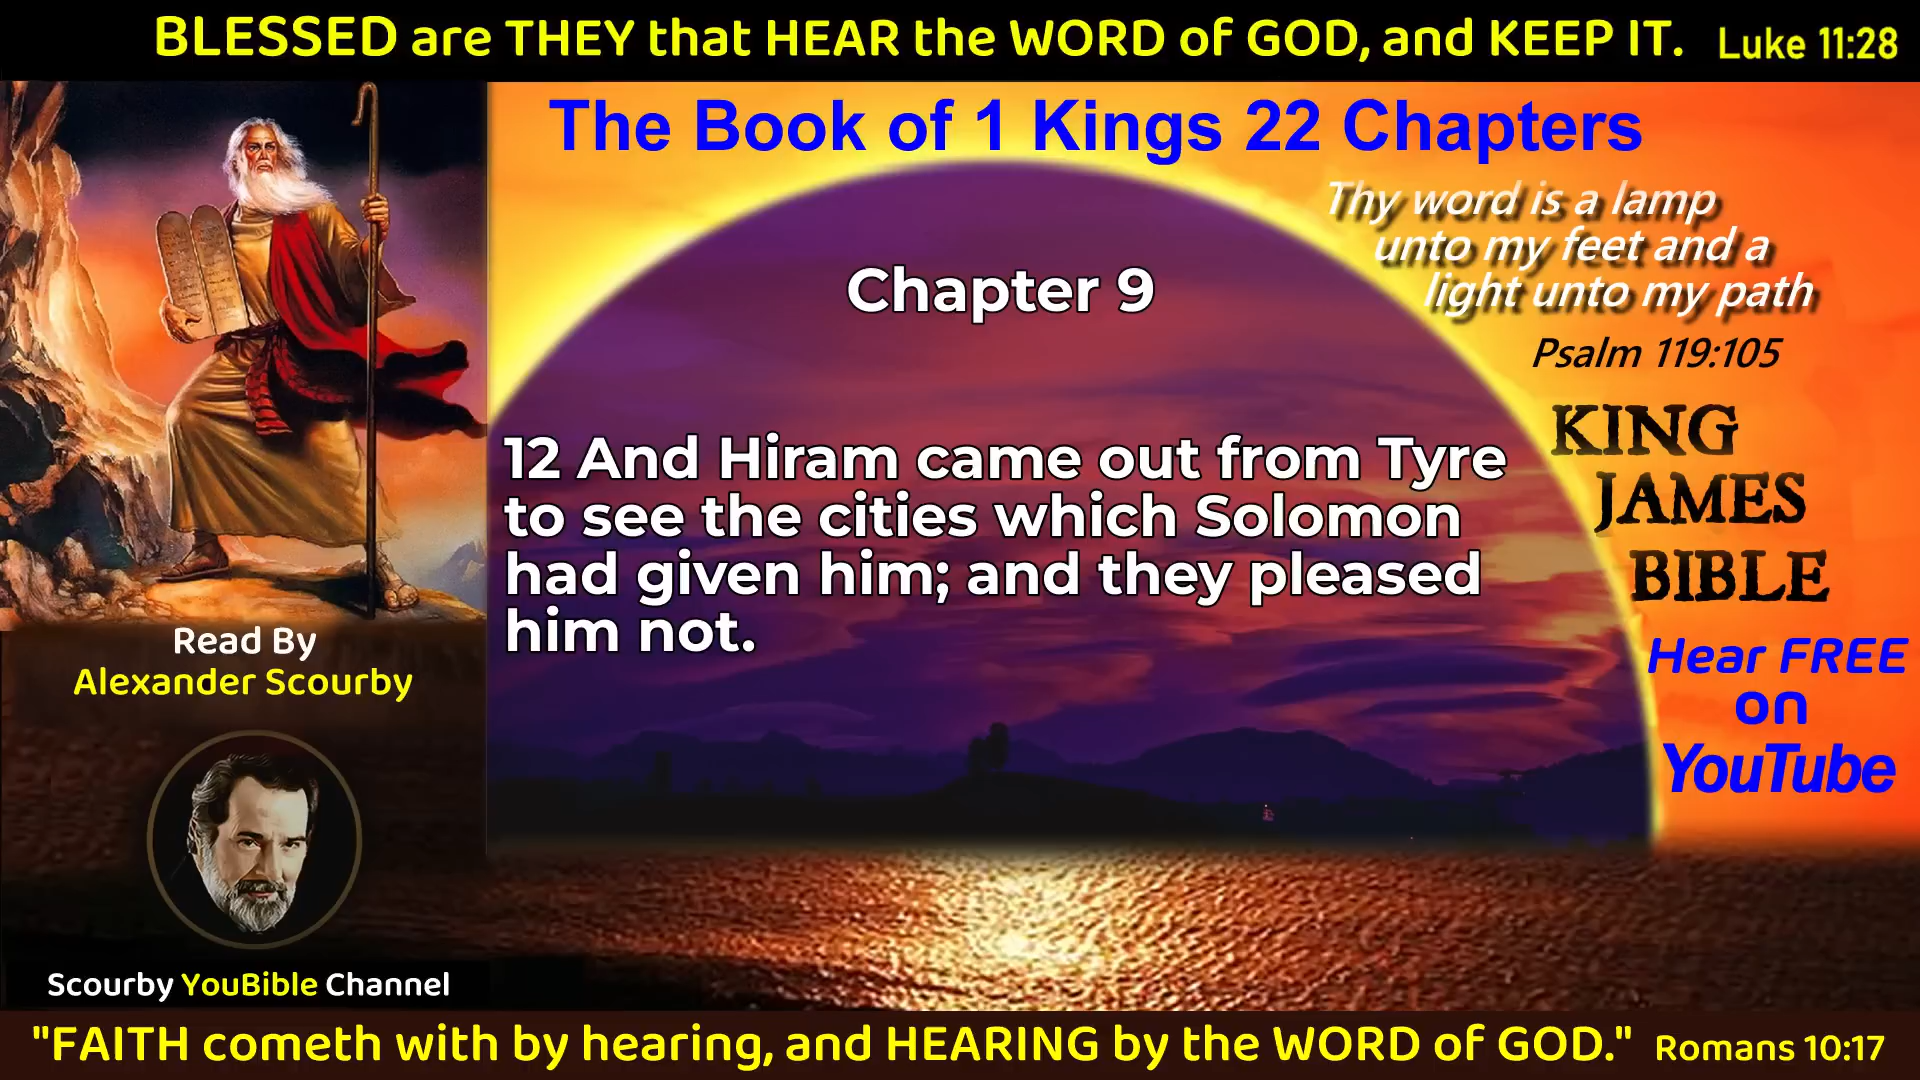 BLESSED are THEY that HEAR the WORD of GOD, and KEEP IT. Luke 11:28
The Book of 1 Kings 22 Chapters
Thy word is a lamp
unto my feet and a
light unto my path
Psalm 119:105
Chapter 9
12 And Hiram came out from Tyre
to see the cities which Solomon
had given him; and they pleased
him not.
KING
JAMES
BIBLE
Hear FREE
on
YouTube
Read By
Alexander Scourby
Scourby YouBible Channel
"FAITH cometh with by hearing, and HEARING by the WORD of GOD." Romans 10:17